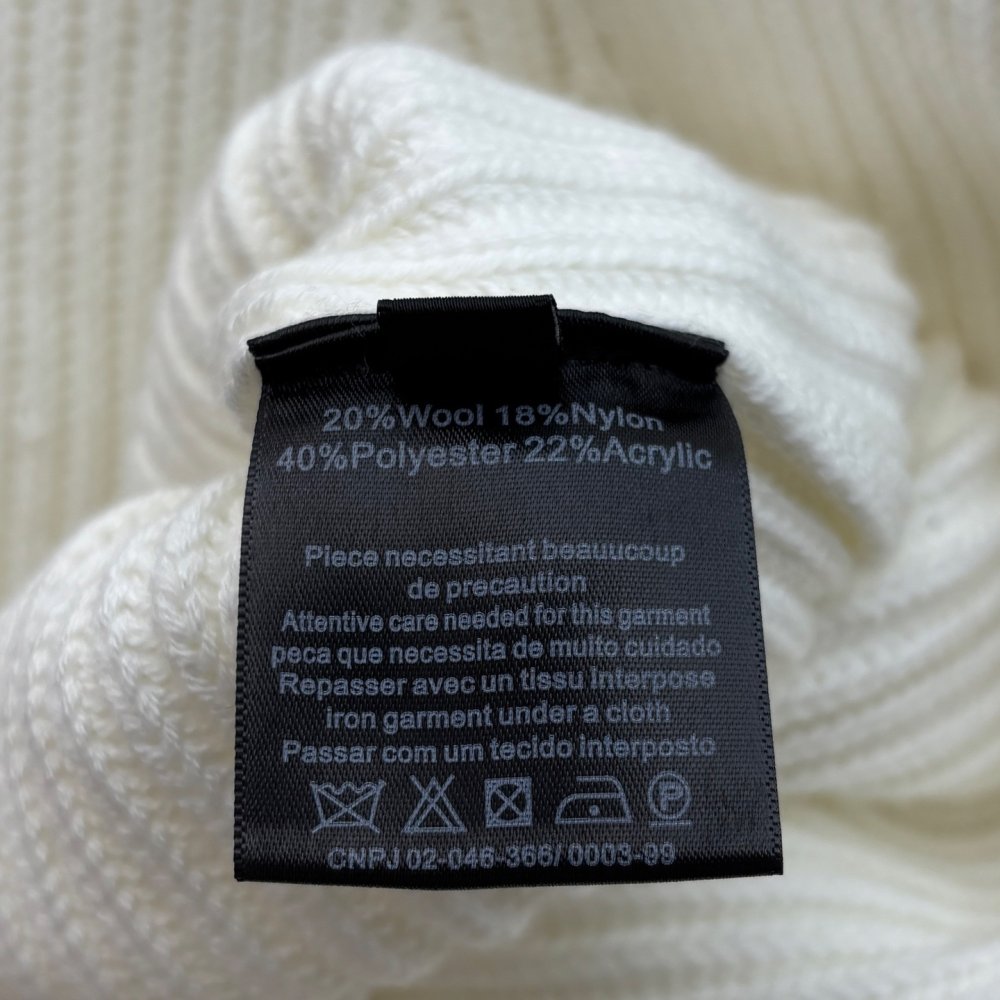 20%Wool 18%Nylon
40%Polyester 22%Acrylic
Piece necessitant beauucoup
de precaution
Attentive care needed for this garment
peca que necessita de muito cuidado
Repasser avec un tissu interpose
iron garment under a cloth
Passar com um tecido interposto
P
CNPJ 02-046-366/0003-99